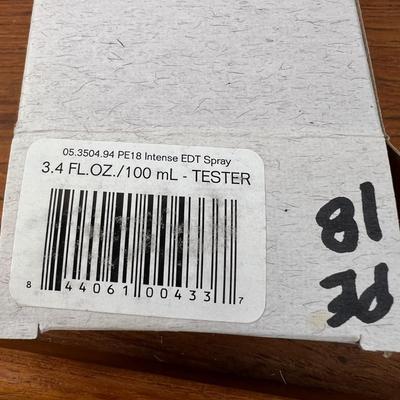 05.3504.94 PE18 Intense EDT Spray
3.4 FL.OZ./100 mL - TESTER
8 44061 00433 7
PE
18